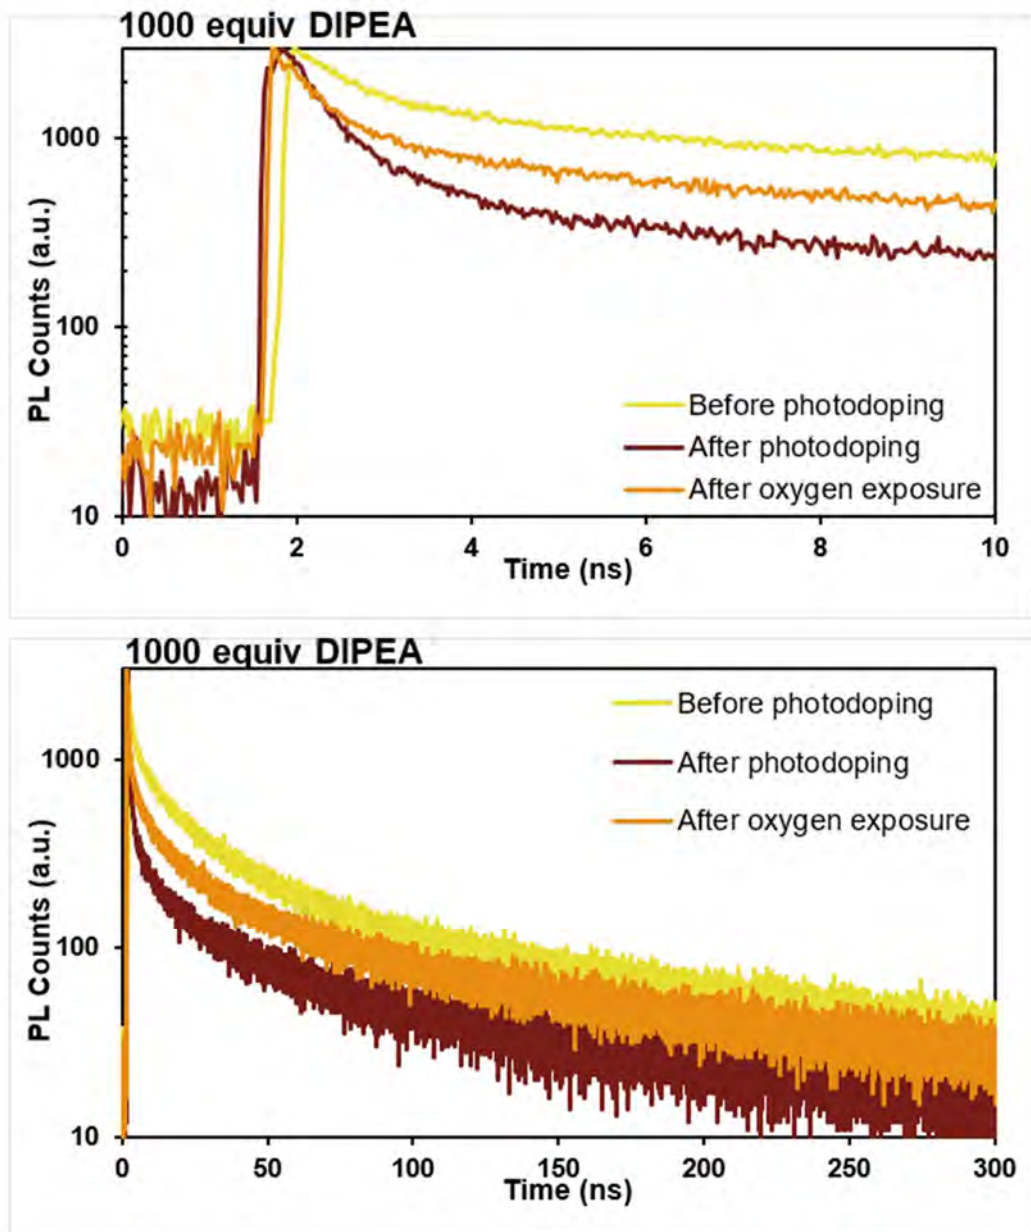 1000 equiv DIPEA
PL Counts (a.u.)
1000
100
10
Before photodoping
After photodoping
After oxygen exposure
0 2 4 6 8 10
Time (ns)
1000 equiv DIPEA
PL Counts (a.u.)
1000
100
10
Before photodoping
After photodoping
After oxygen exposure
0 50 100 150 200 250 300
Time (ns)